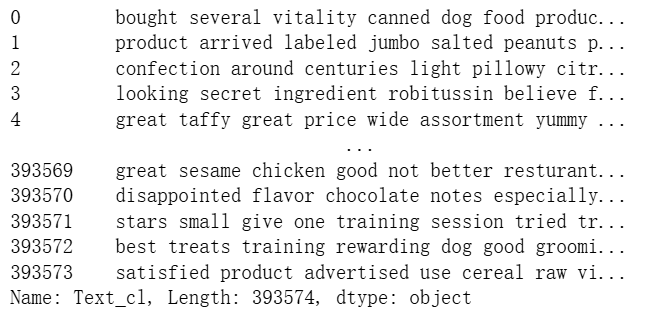 0 bought several vitality canned dog food produc...
1 product arrived labeled jumbo salted peanuts p...
2 confection around centuries light pillowy citr...
3 looking secret ingredient robitussin believe f...
4 great taffy great price wide assortment yummy ...
...
393569 great sesame chicken good not better resturant...
393570 disappointed flavor chocolate notes especially...
393571 stars small give one training session tried tr...
393572 best treats training rewarding dog good groomi...
393573 satisfied product advertised use cereal raw vi...
Name: Text_cl, Length: 393574, dtype: object